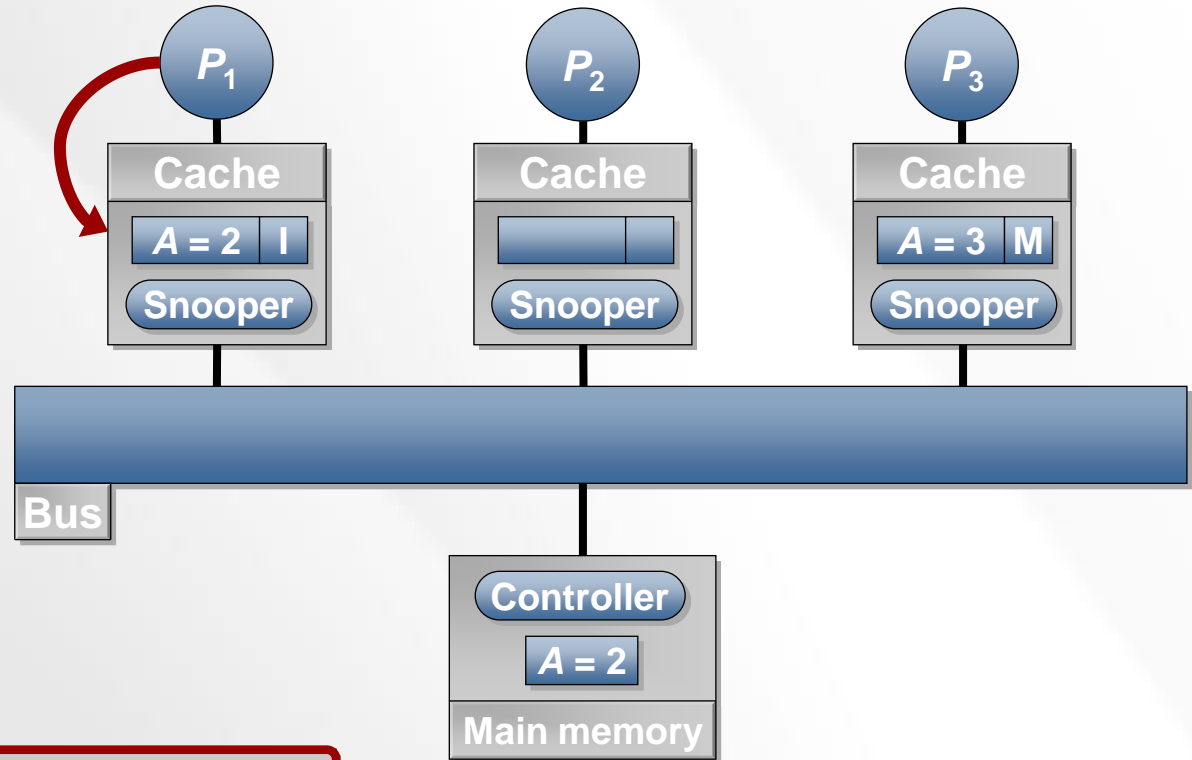 P1
P2
P3
Cache
Cache
Cache
A = 2 I
A = 3 M
Snooper
Snooper
Snooper
Bus
Controller
A = 2
Main memory